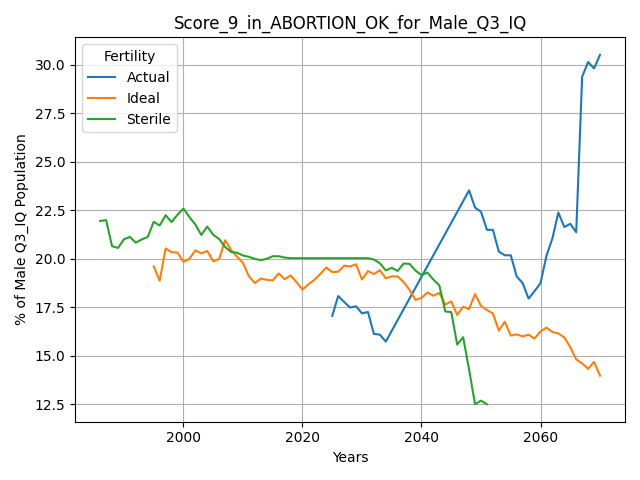 Score_9_in_ABORTION_OK_for_Male_Q3_IQ
Fertility
Actual
Ideal
Sterile
% of Male Q3_IQ Population
30.0
27.5
25.0
22.5
20.0
17.5
15.0
12.5
2000
2020
2040
2060
Years